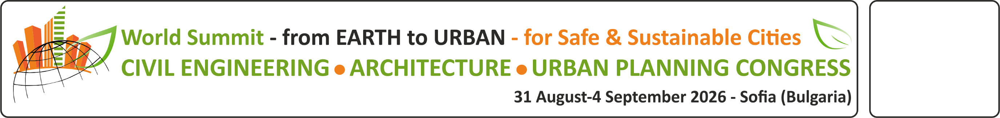 World Summit - from EARTH to URBAN - for Safe & Sustainable Cities
CIVIL ENGINEERING • ARCHITECTURE • URBAN PLANNING CONGRESS
31 August-4 September 2026 - Sofia (Bulgaria)